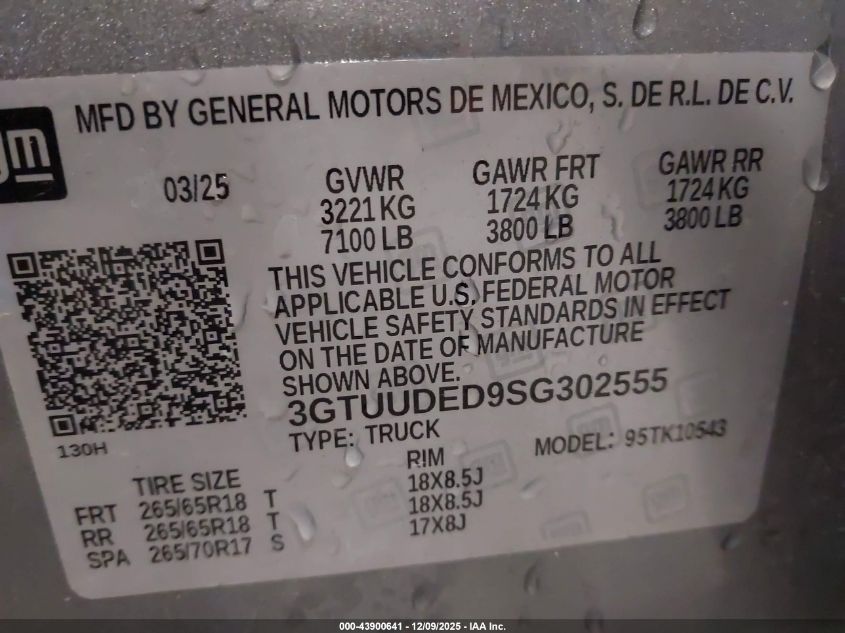 gm
MFD BY GENERAL MOTORS DE MEXICO, S. DE R.L. DE C.V.
03/25 GVWR GAWR FRT GAWR RR
3221 KG 1724 KG 1724 KG
7100 LB 3800 LB 3800 LB
THIS VEHICLE CONFORMS TO ALL
APPLICABLE U.S. FEDERAL MOTOR
VEHICLE SAFETY STANDARDS IN EFFECT
ON THE DATE OF MANUFACTURE
SHOWN ABOVE.
3GTUUDED9SG302555
130H
TYPE: TRUCK MODEL: 95TK10543
TIRE SIZE RIM
FRT 265/65R18 T 18X8.5J
RR 265/65R18 T 18X8.5J
SPA 265/70R17 S 17X8J
000-43900641 - 12/09/2025 - IAA Inc.